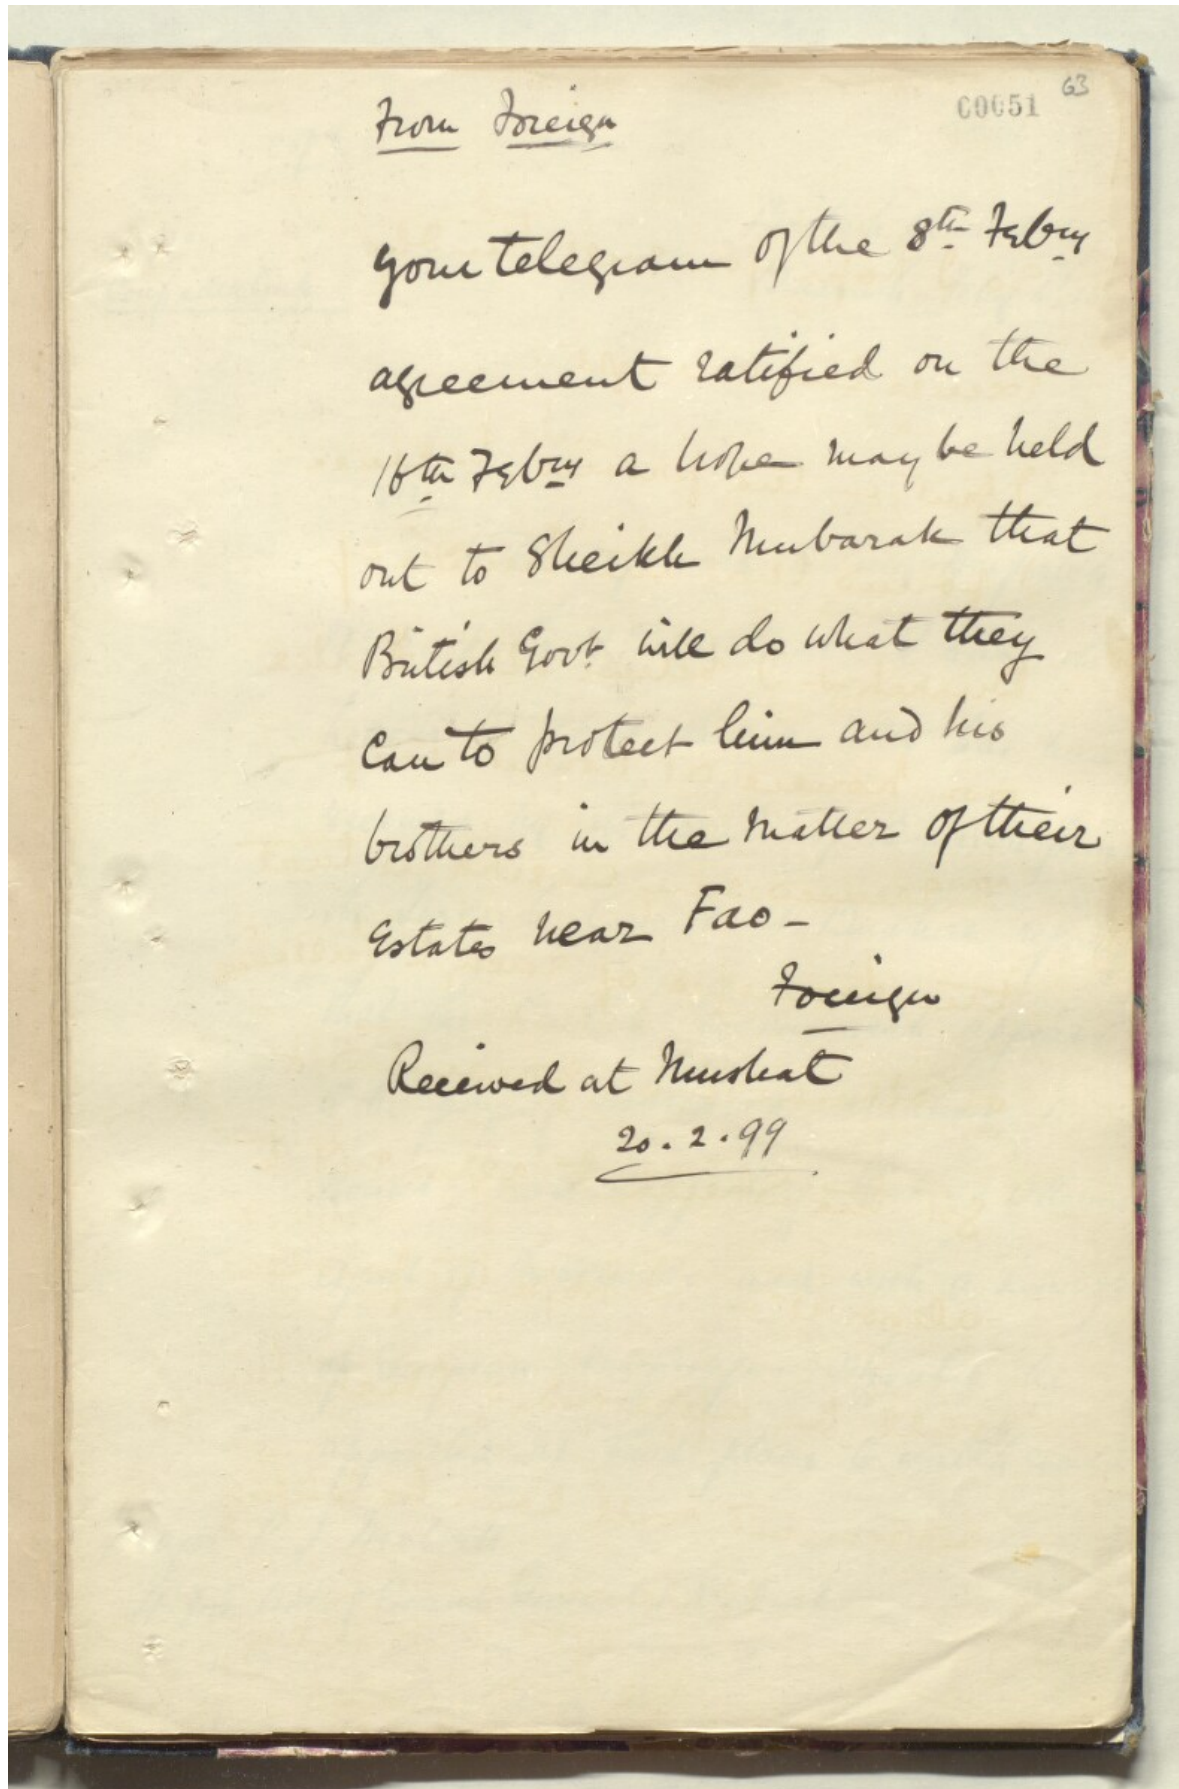 63
00051
From Foreign
your telegram of the 8th Febry
agreement ratified on the
16th Febry a hope may be held
out to Sheikh Mubarak that
British Govt will do what they
can to protect him and his
brothers in the matter of their
Estates near Fao -
Foreign
Received at Muskat
20.2.99